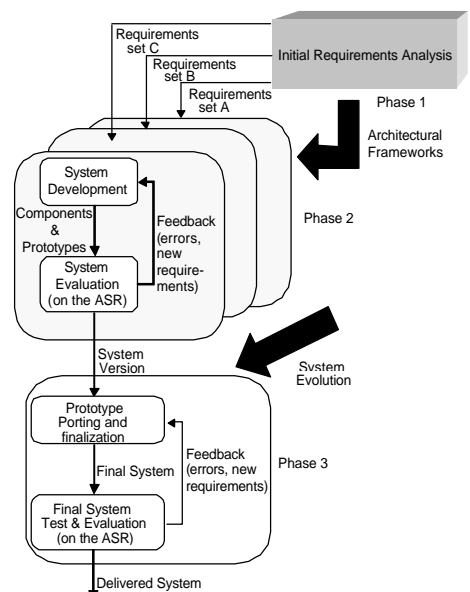 Requirements
set C
Requirements
set B
Requirements
set A
Initial Requirements Analysis
Phase 1
Architectural
Frameworks
System
Development
Components
&
Prototypes
Feedback
(errors,
new
require-
ments)
Phase 2
System
Evaluation
(on the ASR)
System
Version
System
Evolution
Prototype
Porting and
finalization
Feedback
(errors, new
requirements)
Phase 3
Final System
Final System
Test & Evaluation
(on the ASR)
Delivered System